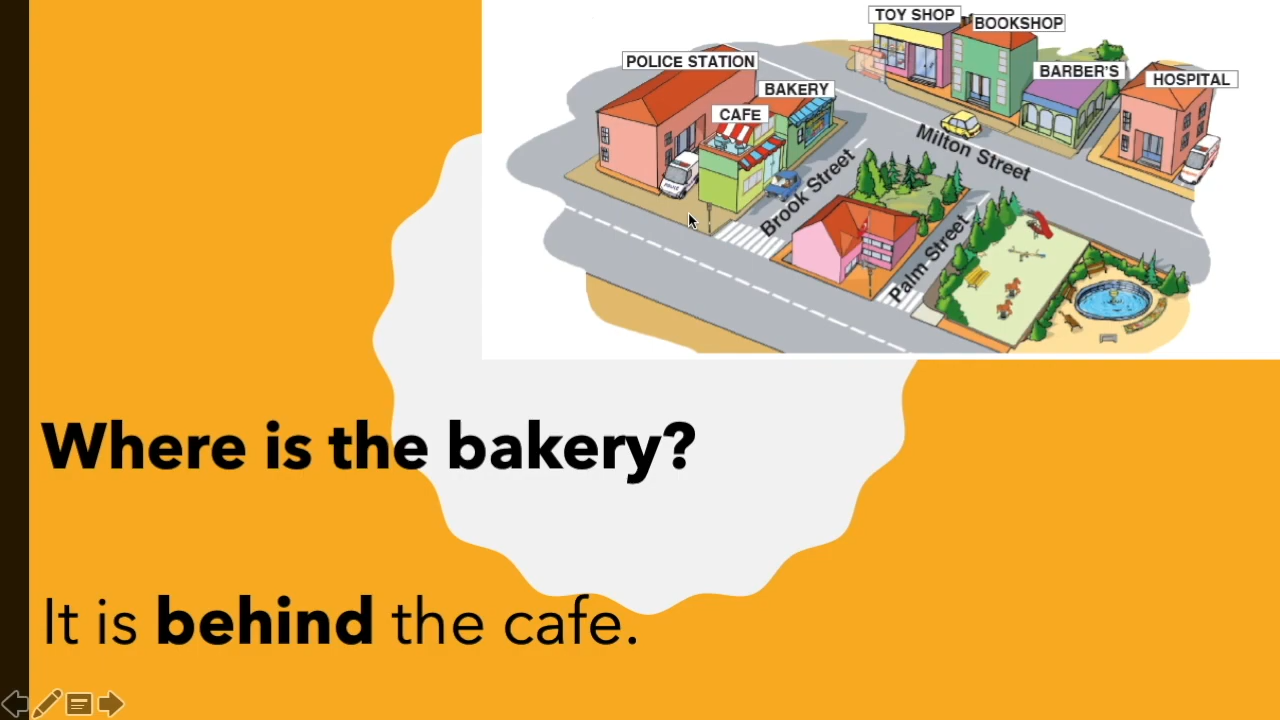 TOY SHOP
BOOKSHOP
POLICE STATION
BARBER'S
HOSPITAL
BAKERY
CAFE
Milton Street
Brook Street
Palm Street
POLICE
Where is the bakery?
It is behind the cafe.